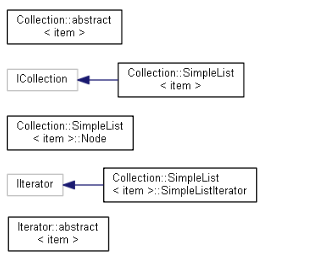 Collection::abstract
< item >
ICollection
Collection::SimpleList
< item >
Collection::SimpleList
< item >::Node
IIterator
Collection::SimpleList
< item >::SimpleListIterator
Iterator::abstract
< item >